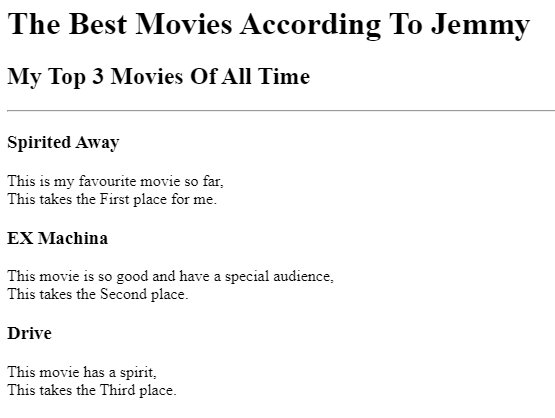 The Best Movies According To Jemmy
My Top 3 Movies Of All Time
Spirited Away
This is my favourite movie so far,
This takes the First place for me.
EX Machina
This movie is so good and have a special audience,
This takes the Second place.
Drive
This movie has a spirit,
This takes the Third place.